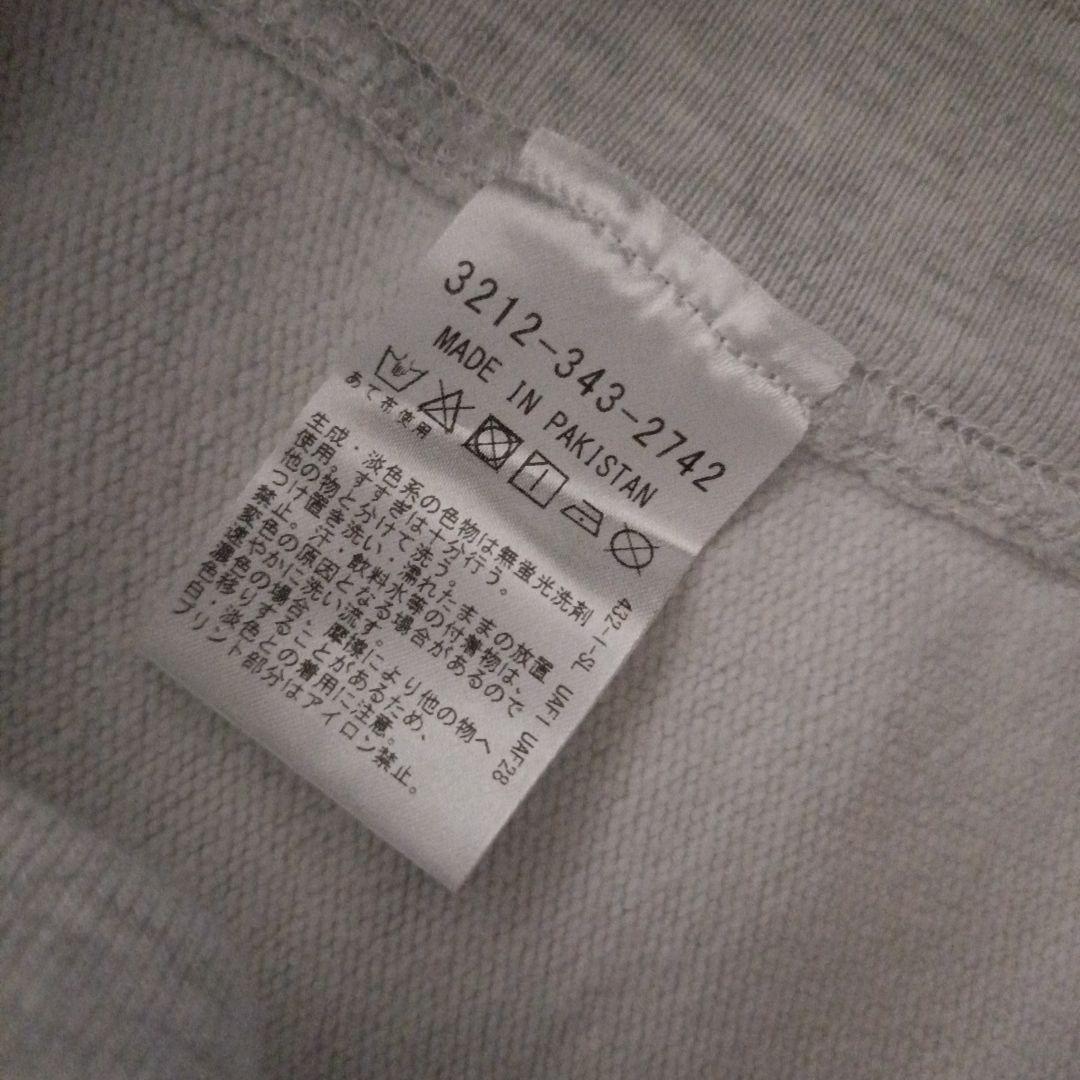 3212-343-2742
MADE IN PAKISTAN
あて布使用
生成・淡色系の色物は無蛍光洗剤
使用。すすぎは十分行う。
他の物と分けて洗う。
つけ置き洗い・濡れたままの放置
禁止。汗・飲料水等の付着物は、
変色の原因となる場合があるので
速やかに洗い流す。
濃色の場合、摩擦により他の物へ
色移りすることがあるため、
白・淡色との着用に注意。
プリント部分はアイロン禁止。
432-1-SL UAF1 UAF28